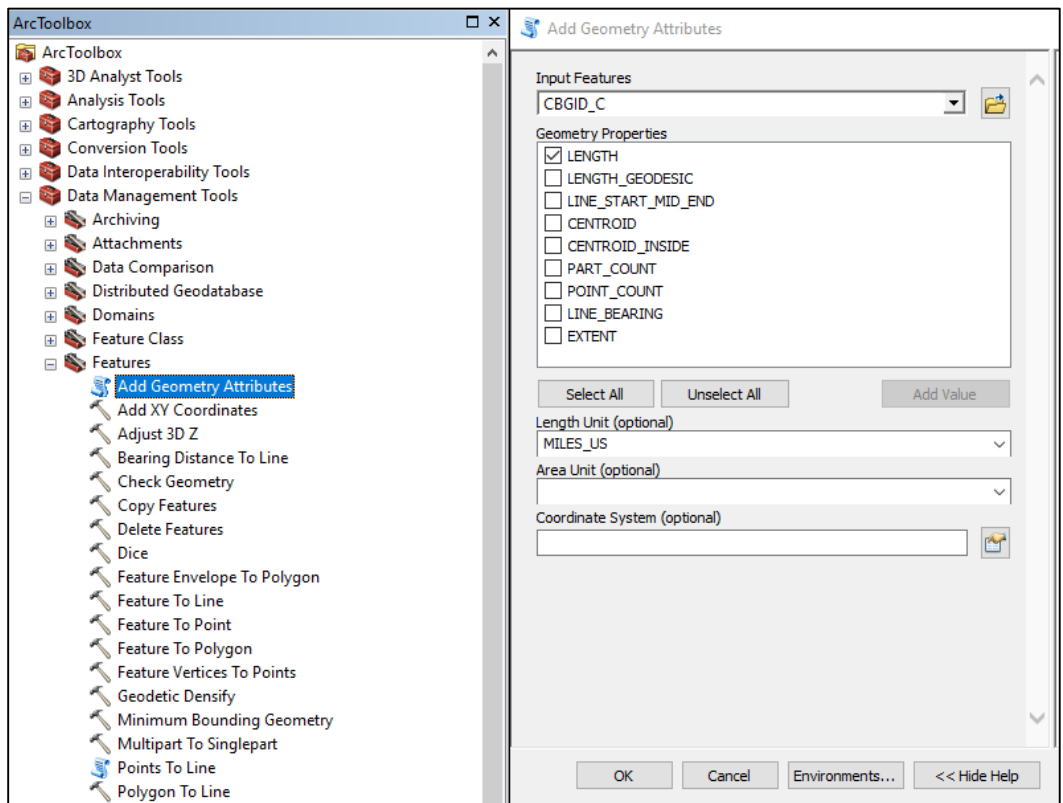 ArcToolbox
ArcToolbox
3D Analyst Tools
Analysis Tools
Cartography Tools
Conversion Tools
Data Interoperability Tools
Data Management Tools
Archiving
Attachments
Data Comparison
Distributed Geodatabase
Domains
Feature Class
Features
Add Geometry Attributes
Add XY Coordinates
Adjust 3D Z
Bearing Distance To Line
Check Geometry
Copy Features
Delete Features
Dice
Feature Envelope To Polygon
Feature To Line
Feature To Point
Feature To Polygon
Feature Vertices To Points
Geodetic Densify
Minimum Bounding Geometry
Multipart To Singlepart
Points To Line
Polygon To Line
Add Geometry Attributes
Input Features
CBGID_C
Geometry Properties
LENGTH
LENGTH_GEODESIC
LINE_START_MID_END
CENTROID
CENTROID_INSIDE
PART_COUNT
POINT_COUNT
LINE_BEARING
EXTENT
Select All Unselect All Add Value
Length Unit (optional)
MILES_US
Area Unit (optional)
Coordinate System (optional)
OK Cancel Environments... << Hide Help